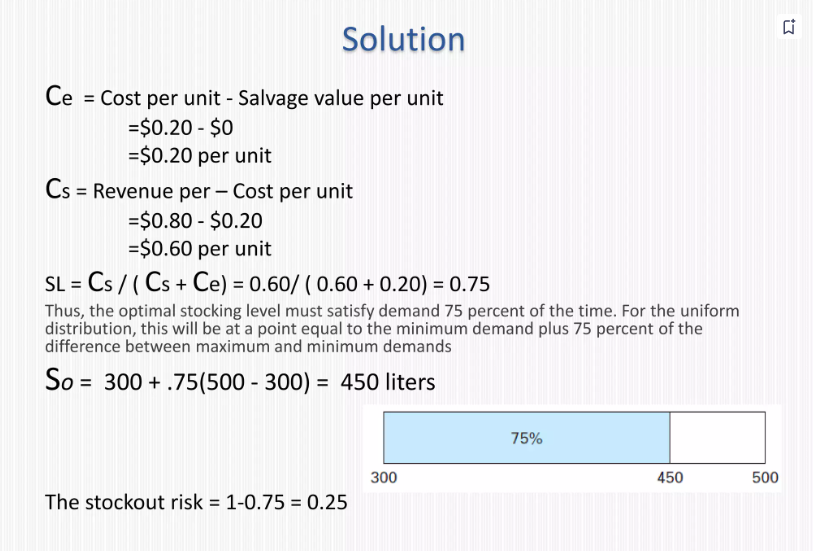 Solution
Ce = Cost per unit - Salvage value per unit
=$0.20 - $0
=$0.20 per unit
Cs = Revenue per – Cost per unit
=$0.80 - $0.20
=$0.60 per unit
SL = Cs / ( Cs + Ce) = 0.60/ ( 0.60 + 0.20) = 0.75
Thus, the optimal stocking level must satisfy demand 75 percent of the time. For the uniform
distribution, this will be at a point equal to the minimum demand plus 75 percent of the
difference between maximum and minimum demands
So = 300 + .75(500 - 300) = 450 liters
75%
300 450 500
The stockout risk = 1-0.75 = 0.25